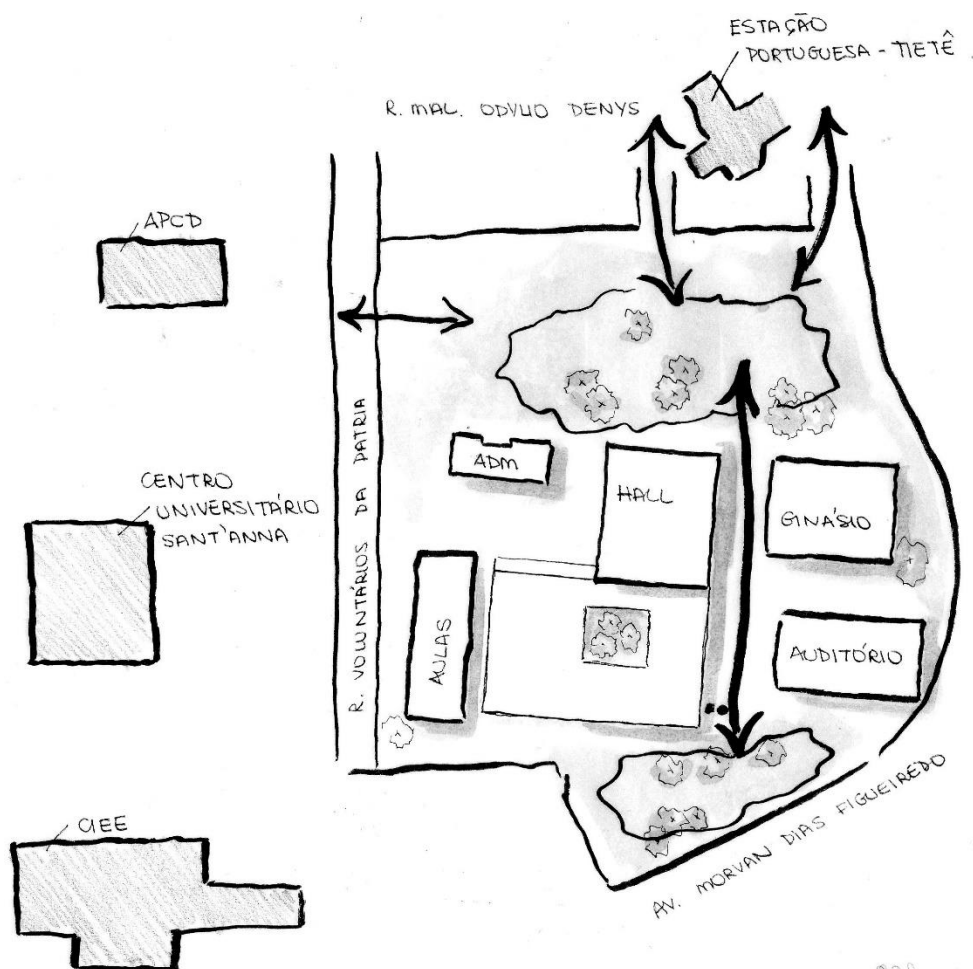 ESTAÇÃO
PORTUGUESA - TIETÊ
R. MAL. ODYLIO DENYS
APCD
CENTRO
UNIVERSITÁRIO
SANT'ANNA
R. VOLUNTÁRIOS DA PATRIA
ADM
HALL
GINÁSIO
AULAS
AUDITÓRIO
CIEE
AV. MORVAN DIAS FIGUEIREDO